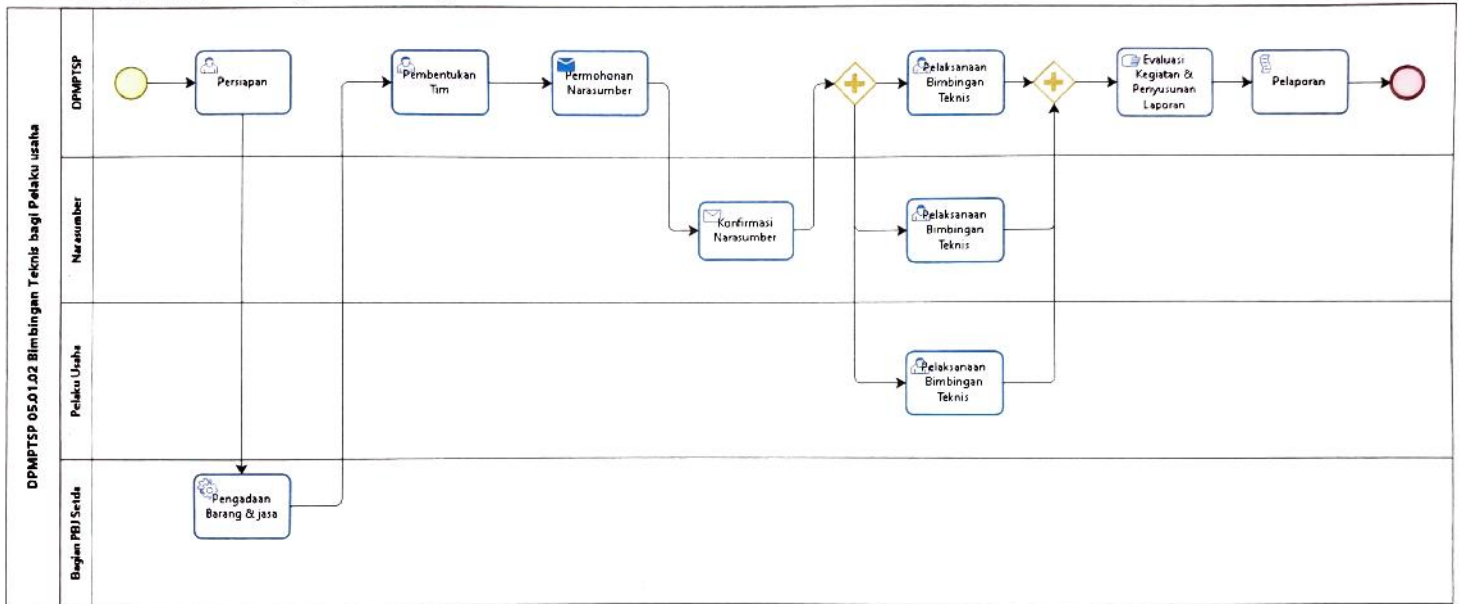 DPMPTSP 05.01.02 Bimbingan Teknis bagi Pelaku usaha
DPMPTSP
Persiapan
Pembentukan
Tim
Permohonan
Narasumber
Pelaksanaan
Bimbingan
Teknis
Evaluasi
Kegiatan &
Penyusunan
Laporan
Pelaporan
Narasumber
Konfirmasi
Narasumber
Pelaksanaan
Bimbingan
Teknis
Pelaku Usaha
Pelaksanaan
Bimbingan
Teknis
Bagian PBJ Setda
Pengadaan
Barang & jasa